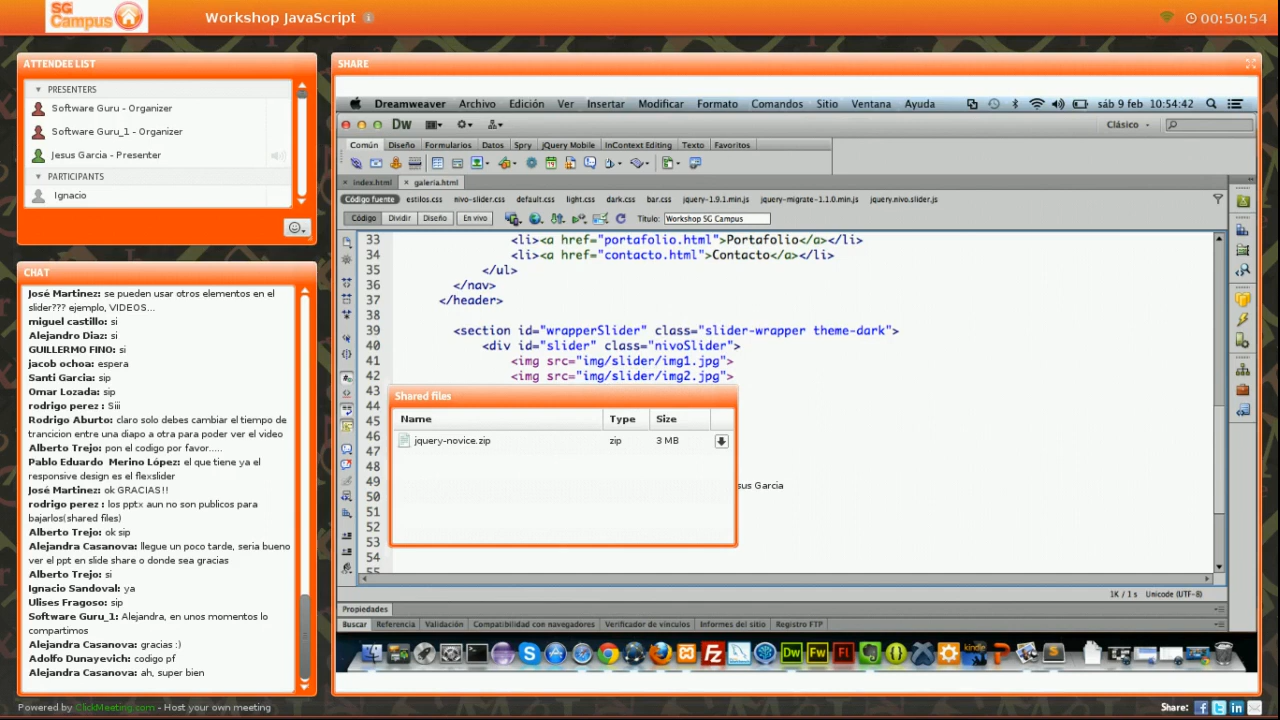 SG Campus
Workshop JavaScript
00:50:54
ATTENDEE LIST
PRESENTERS
Software Guru - Organizer
Software Guru_1 - Organizer
Jesus Garcia - Presenter
PARTICIPANTS
Ignacio
CHAT
José Martinez: se pueden usar otros elementos en el
slider??? ejemplo, VIDEOS...
miguel castillo: si
Alejandro Diaz: si
GUILLERMO FINO: si
jacob ochoa: espera
Santi Garcia: sip
Omar Lozada: sip
rodrigo perez : Siii
Rodrigo Aburto: claro solo debes cambiar el tiempo de
trancicion entre una diapo a otra para poder ver el video
Alberto Trejo: pon el codigo por favor.....
Pablo Eduardo Merino López: el que tiene ya el
responsive design es el flexslider
José Martinez: ok GRACIAS!!
rodrigo perez : los pptx aun no son publicos para
bajarlos(shared files)
Alberto Trejo: ok sip
Alejandra Casanova: llegue un poco tarde, seria bueno
ver el ppt en slide share o donde sea gracias
Alberto Trejo: si
Ignacio Sandoval: ya
Ulises Fragoso: sip
Software Guru_1: Alejandra, en unos momentos lo
compartimos
Alejandra Casanova: gracias :)
Adolfo Dunayevich: codigo pf
Alejandra Casanova: ah, super bien
SHARE
Dreamweaver Archivo Edición Ver Insertar Modificar Formato Comandos Sitio Ventana Ayuda sáb 9 feb 10:54:42
Dw Clásico
Común Diseño Formularios Datos Spry jQuery Mobile InContext Editing Texto Favoritos
index.html galeria.html
Código fuente estilos.css nivo-slider.css default.css light.css dark.css bar.css jquery-1.9.1.min.js jquery-migrate-1.1.0.min.js jquery.nivo.slider.js
Código Dividir Diseño En vivo Título: Workshop SG Campus
33 <li><a href="portafolio.html">Portafolio</a></li>
34 <li><a href="contacto.html">Contacto</a></li>
35 </ul>
36 </nav>
37 </header>
38
39 <section id="wrapperSlider" class="slider-wrapper theme-dark">
40 <div id="slider" class="nivoSlider">
41 <img src="img/slider/img1.jpg">
42 <img src="img/slider/img2.jpg">
43
44
45
46
47
48
49
50
51
52
53
54
55
Shared files
Name Type Size
jquery-novice.zip zip 3 MB
sus Garcia
1K / 1 s Unicode (UTF-8)
Propiedades
Buscar Referencia Validación Compatibilidad con navegadores Verificador de vínculos Informes del sitio Registro FTP
Dw Fw Fl kindle
Powered by ClickMeeting.com - Host your own meeting
Share: